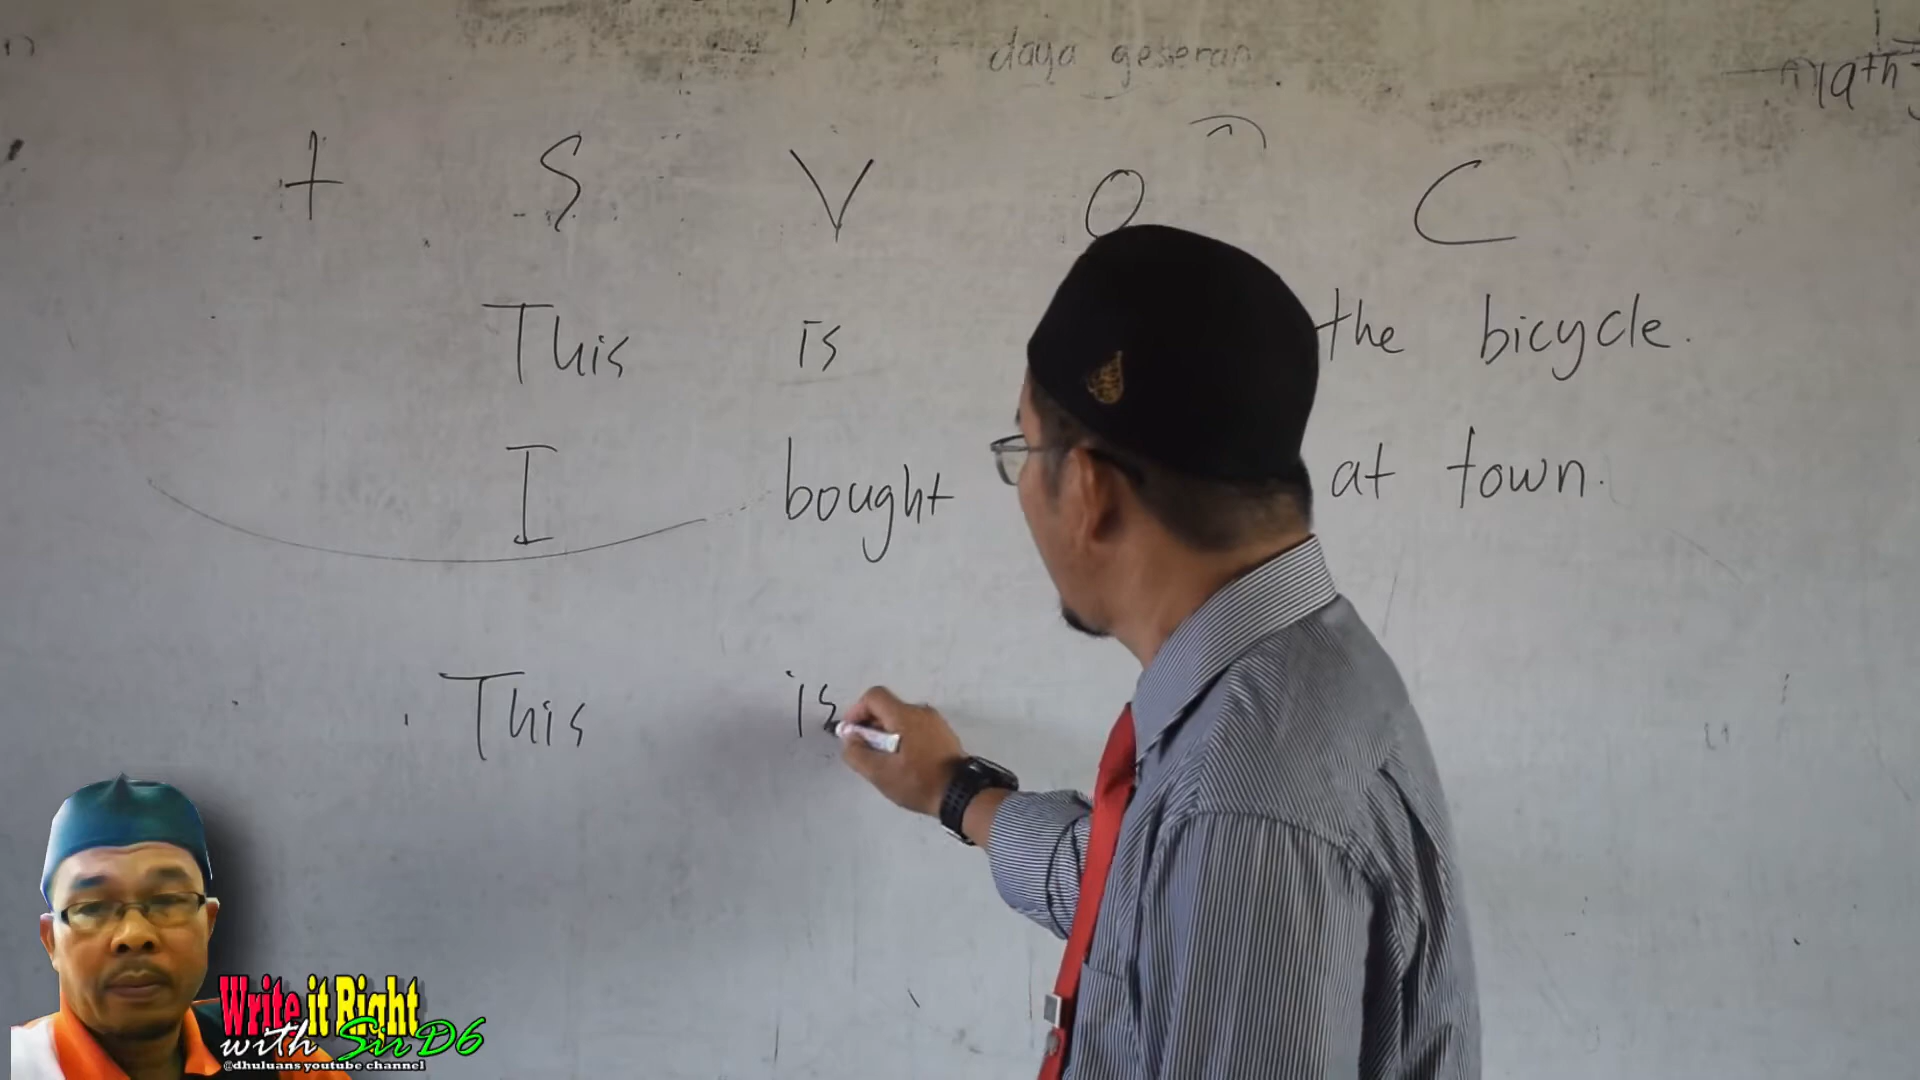 daya geseran
+ S V O C
This is the bicycle.
I bought at town.
This is
Write it Right
with Sir D6
@dhuluans youtube channel